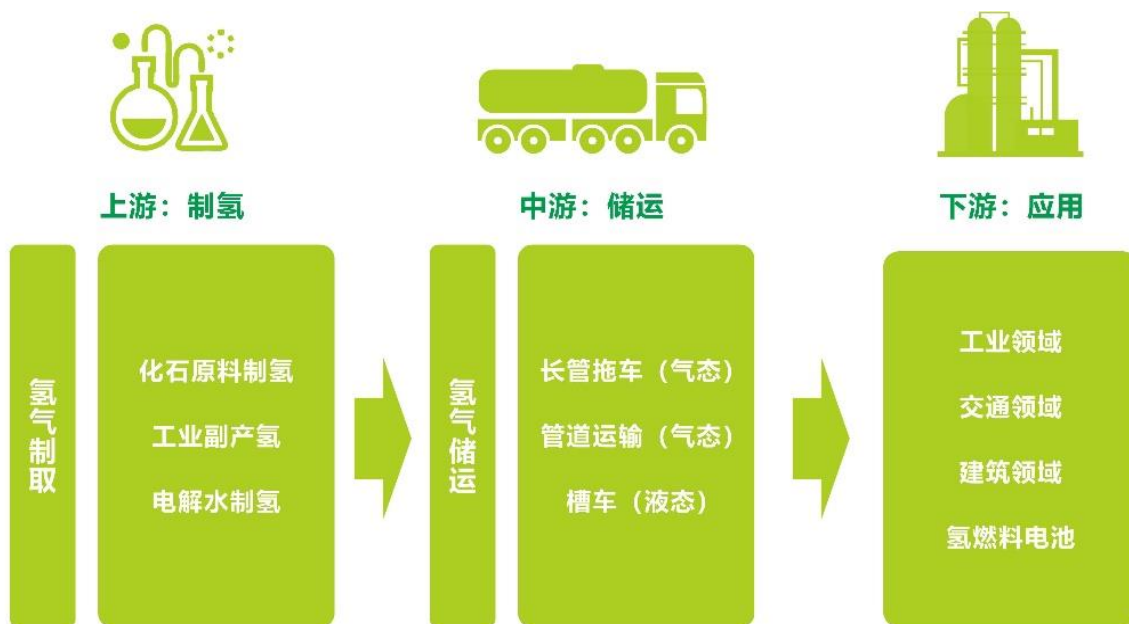 上游：制氢
中游：储运
下游：应用
氢气制取
化石原料制氢
工业副产氢
电解水制氢
氢气储运
长管拖车（气态）
管道运输（气态）
槽车（液态）
工业领域
交通领域
建筑领域
氢燃料电池